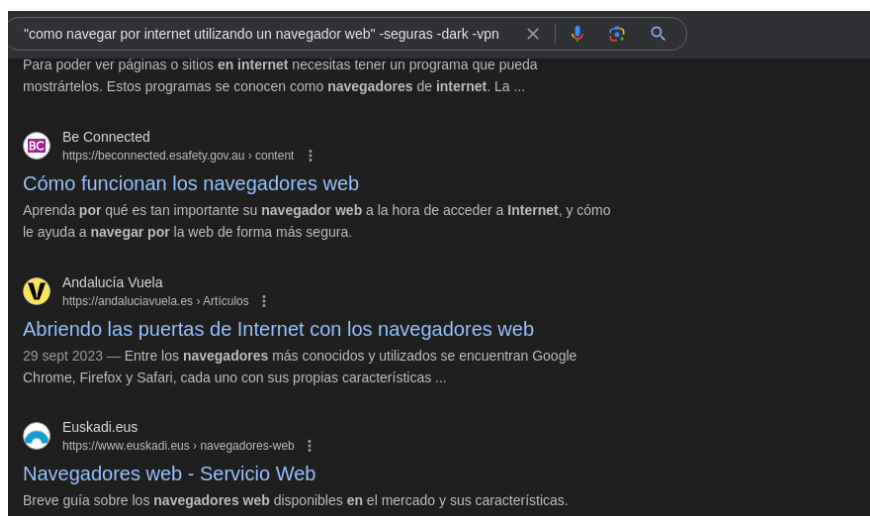 "como navegar por internet utilizando un navegador web" -seguras -dark -vpn
Para poder ver páginas o sitios en internet necesitas tener un programa que pueda
mostrártelos. Estos programas se conocen como navegadores de internet. La ...
BC
Be Connected
https://beconnected.esafety.gov.au › content
Cómo funcionan los navegadores web
Aprenda por qué es tan importante su navegador web a la hora de acceder a Internet, y cómo
le ayuda a navegar por la web de forma más segura.
V
Andalucía Vuela
https://andaluciavuela.es › Artículos
Abriendo las puertas de Internet con los navegadores web
29 sept 2023 — Entre los navegadores más conocidos y utilizados se encuentran Google
Chrome, Firefox y Safari, cada uno con sus propias características ...
Euskadi.eus
https://www.euskadi.eus › navegadores-web
Navegadores web - Servicio Web
Breve guía sobre los navegadores web disponibles en el mercado y sus características.